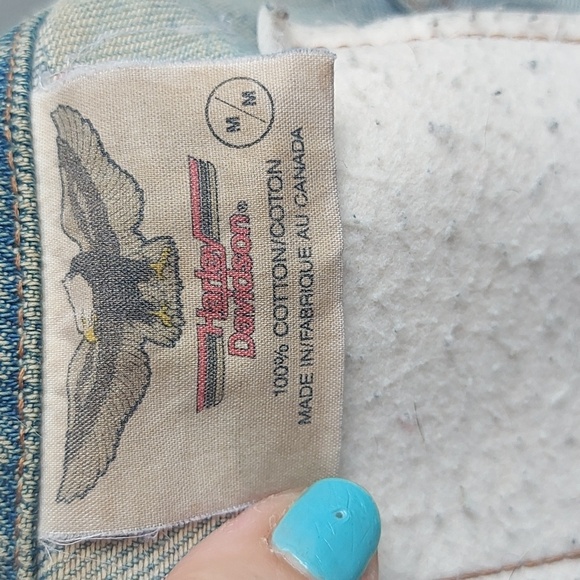 M/M
Harley
Davidson®
100% COTTON/COTON
MADE IN/FABRIQUE AU CANADA